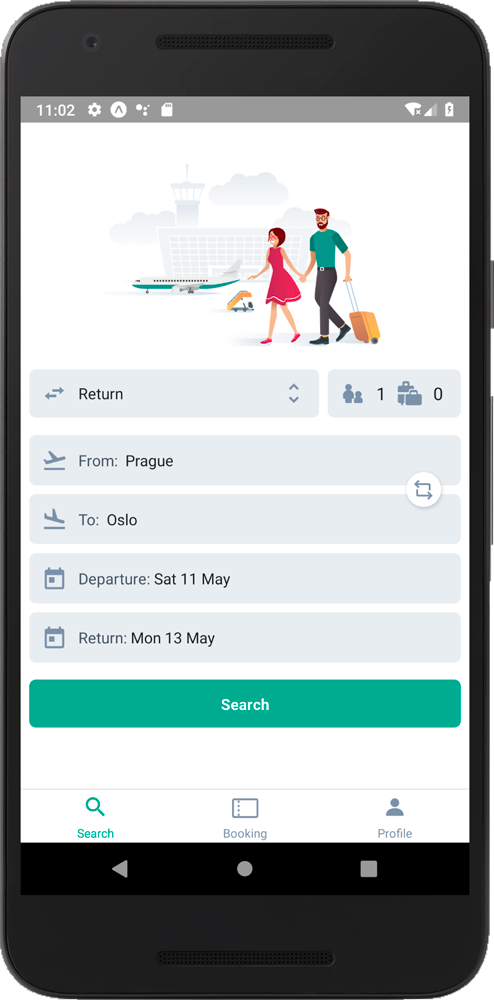 11:02
Return 1 0
From: Prague
To: Oslo
Departure: Sat 11 May
Return: Mon 13 May
Search
Search Booking Profile